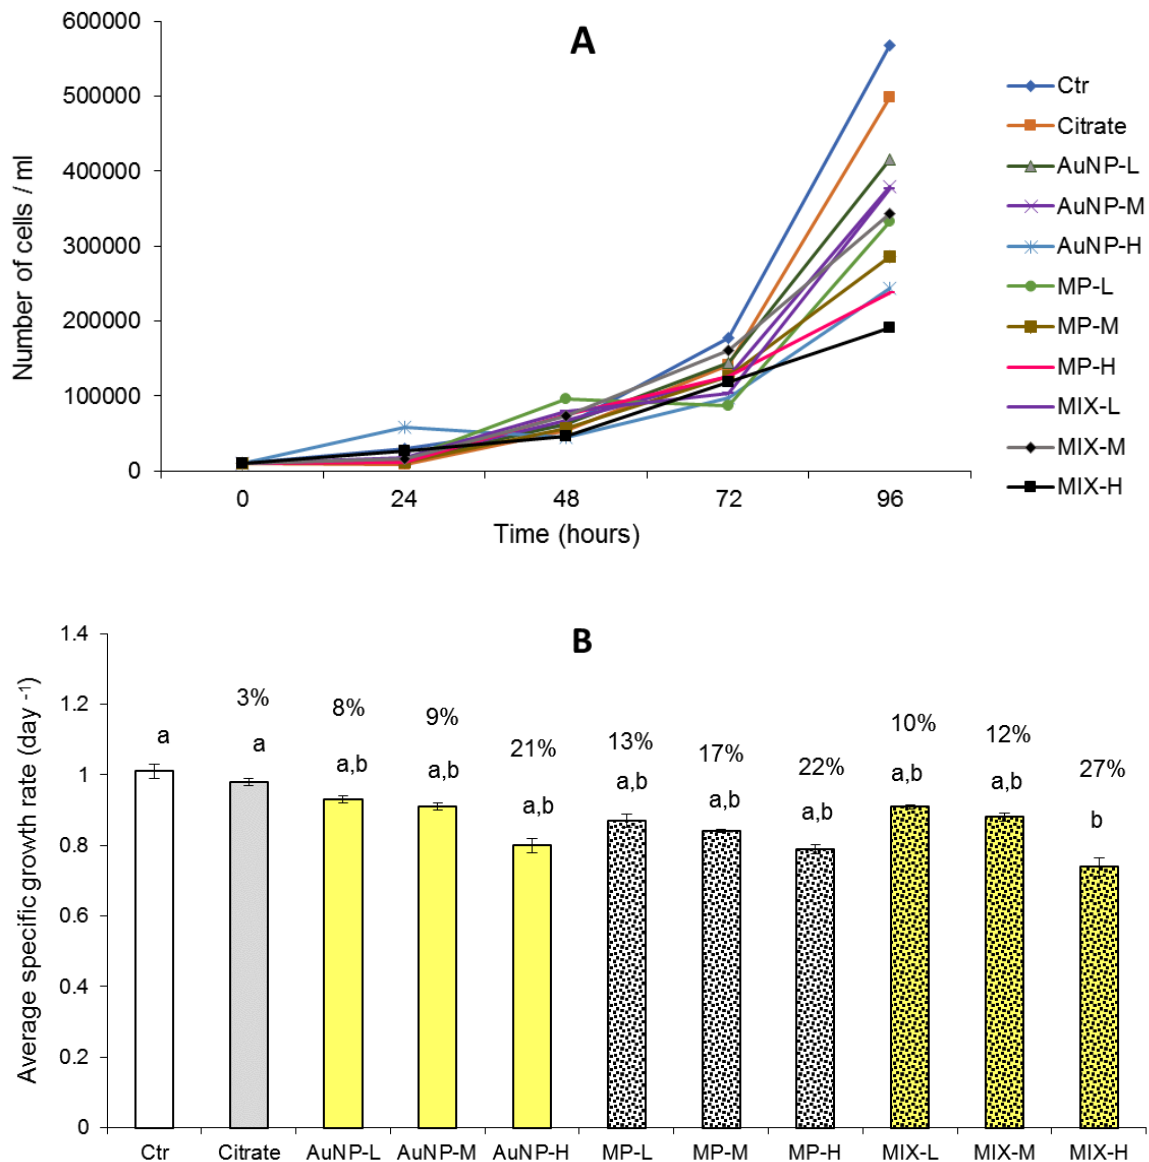 A
600000
500000
400000
300000
200000
100000
0
Number of cells / ml
0 24 48 72 96
Time (hours)
Ctr
Citrate
AuNP-L
AuNP-M
AuNP-H
MP-L
MP-M
MP-H
MIX-L
MIX-M
MIX-H
B
1.4
1.2
1
0.8
0.6
0.4
0.2
0
Average specific growth rate (day -1)
3% 8% 9% 21% 13% 17% 22% 10% 12% 27%
a a a,b a,b a,b a,b a,b a,b a,b a,b b
Ctr Citrate AuNP-L AuNP-M AuNP-H MP-L MP-M MP-H MIX-L MIX-M MIX-H